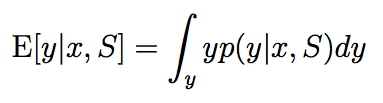 E[y|x, S] = ∫_y yp(y|x, S)dy